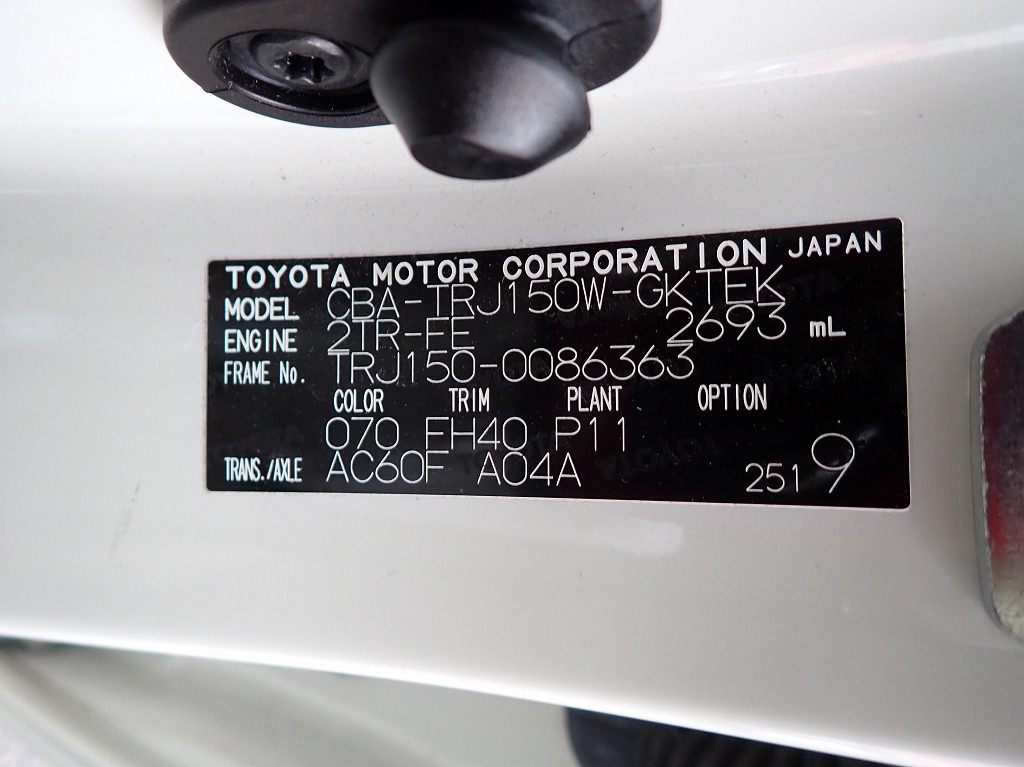 TOYOTA MOTOR CORPORATION JAPAN
MODEL CBA-TRJ150W-GKTEK
ENGINE 2TR-FE 2693 mL
FRAME No. TRJ150-0086363
COLOR TRIM PLANT OPTION
070 FH40 P11
TRANS./AXLE AC60F A04A 2519